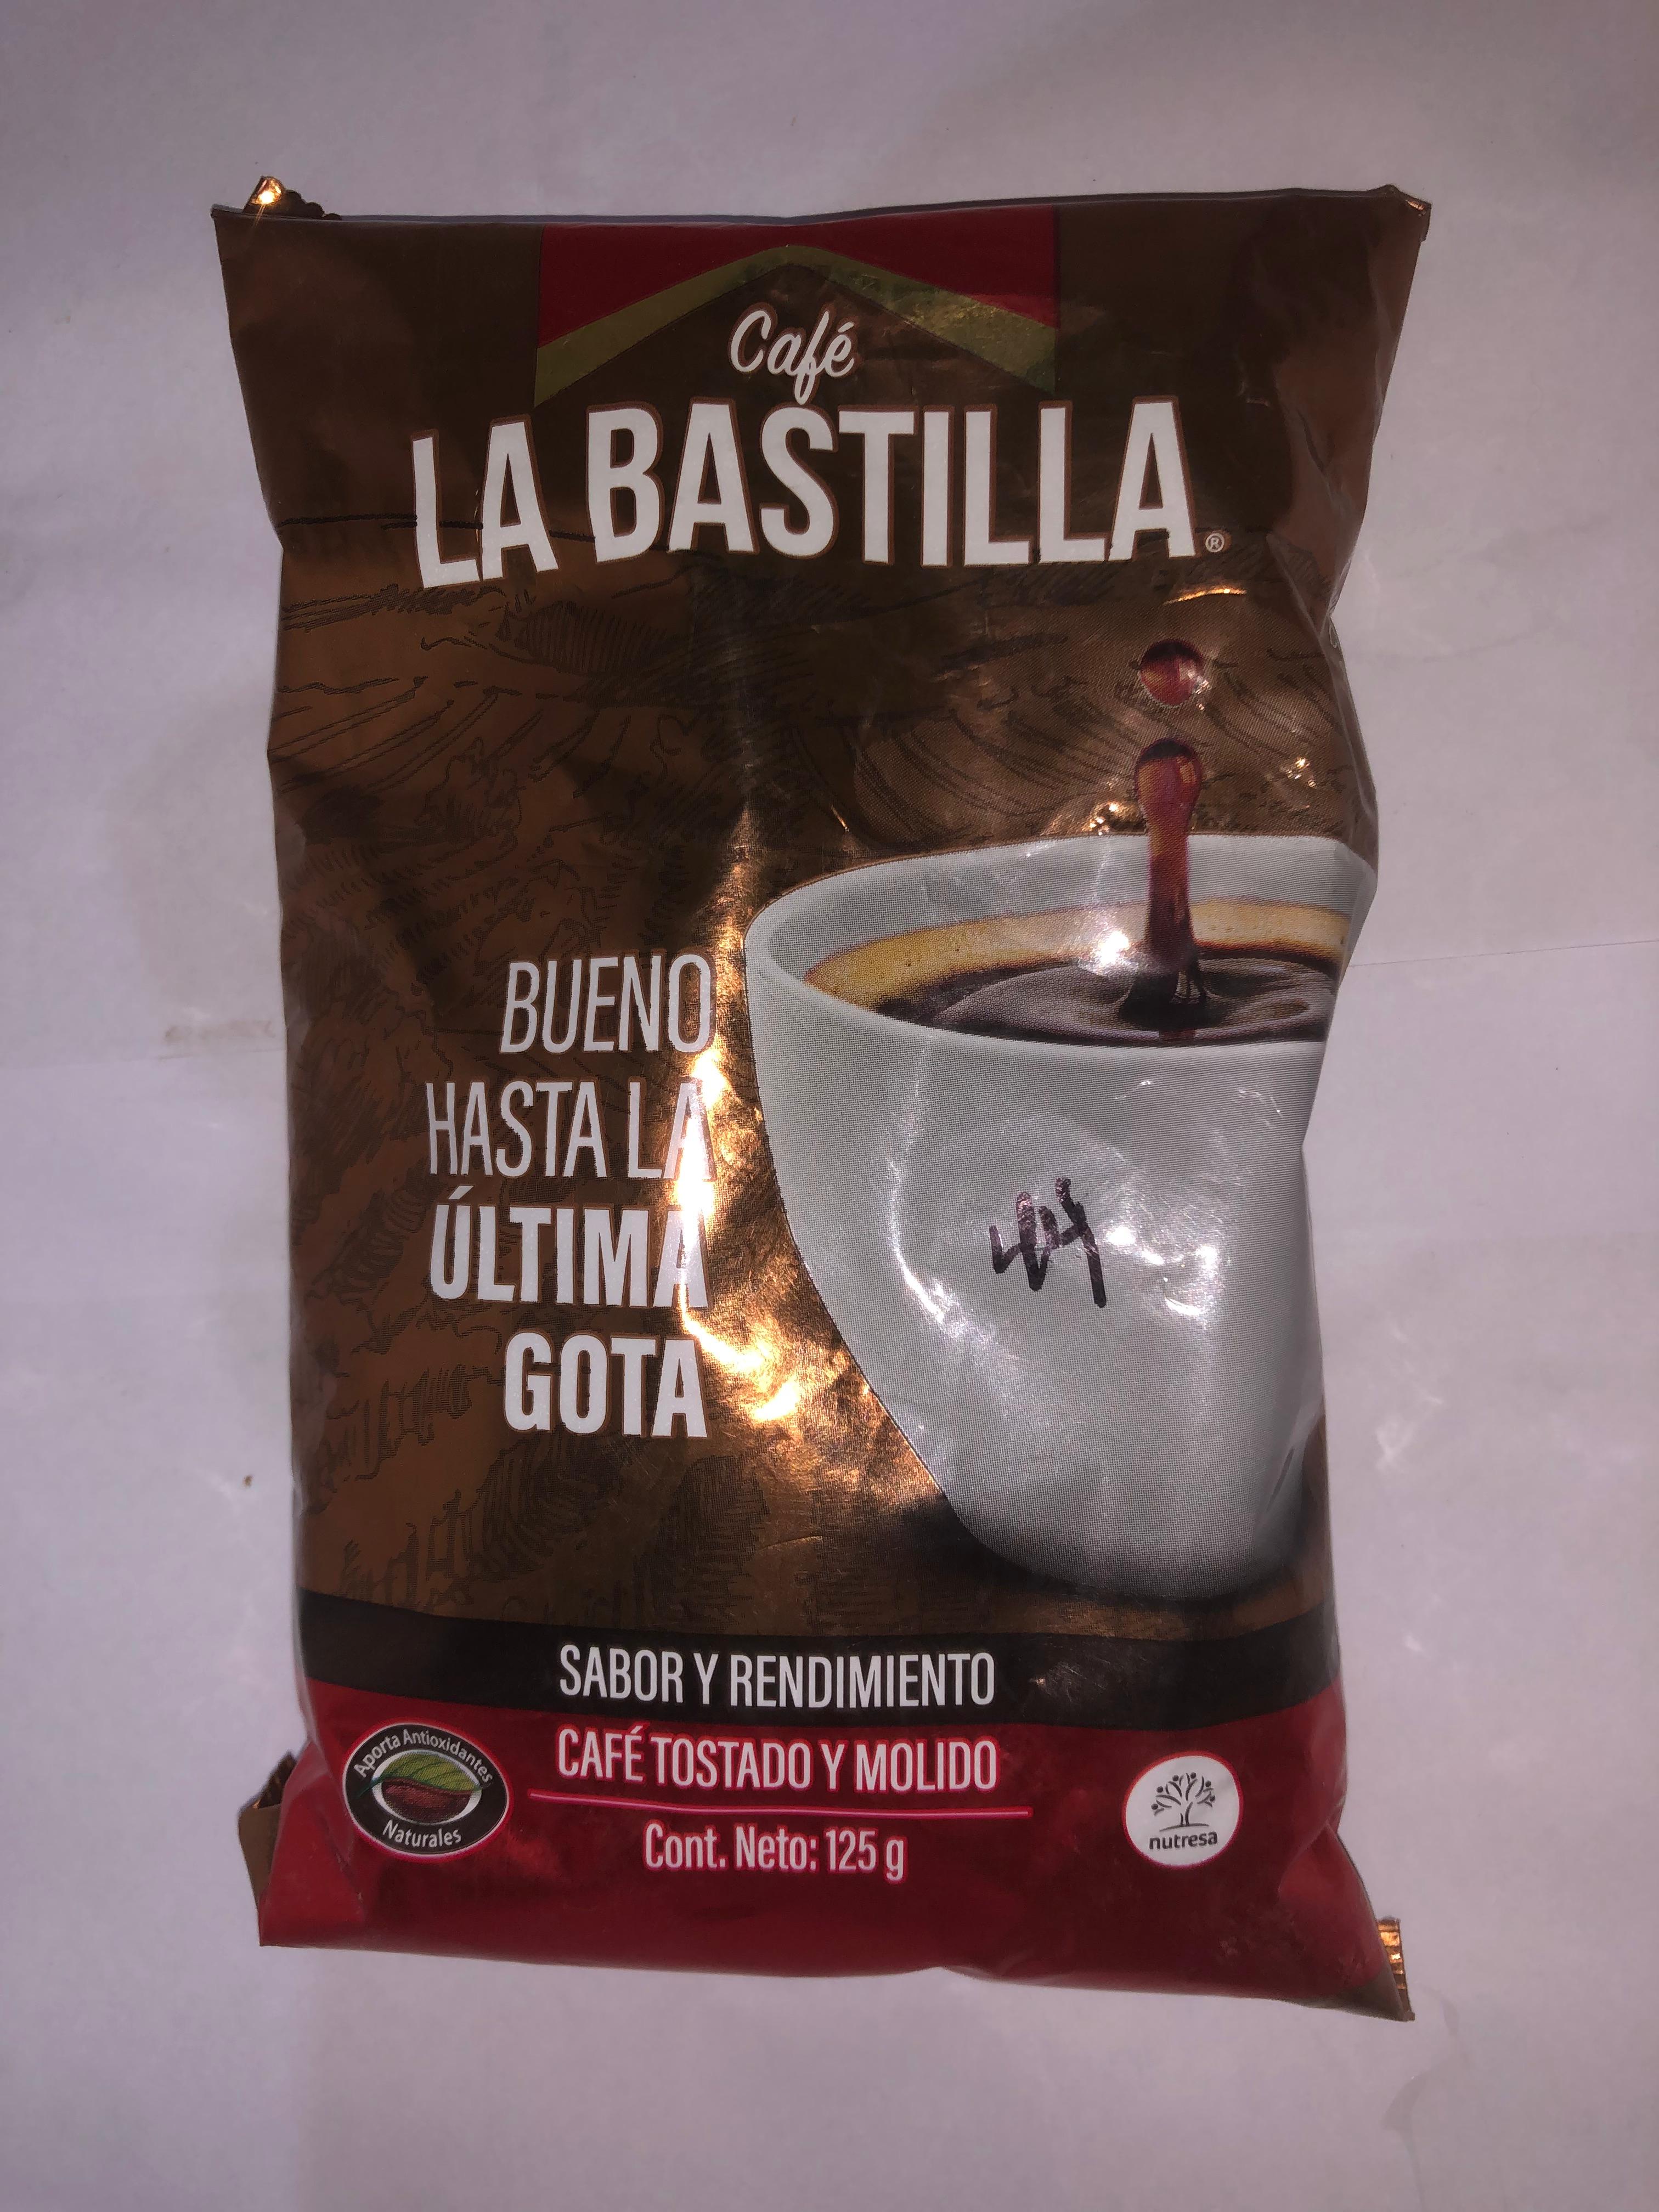 Café
LA BASTILLA®
BUENO
HASTA LA
ÚLTIMA
GOTA
SABOR Y RENDIMIENTO
CAFÉ TOSTADO Y MOLIDO
Cont. Neto: 125 g
Aporta Antioxidantes
Naturales
nutresa